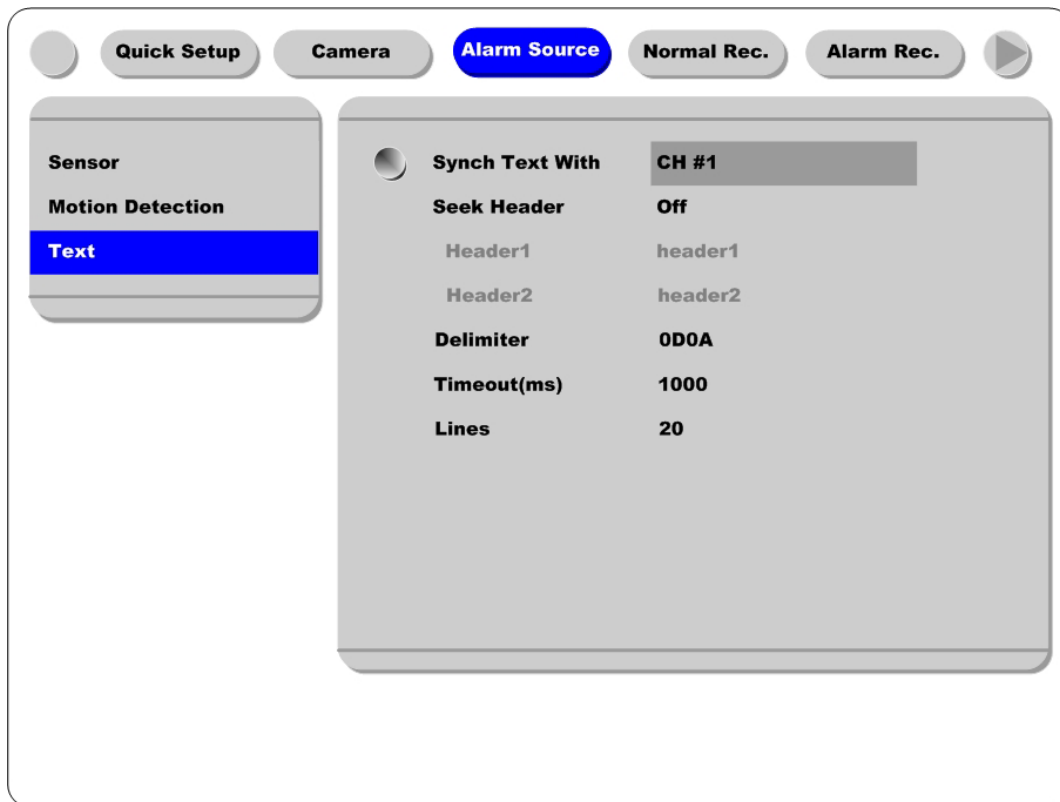 Quick Setup Camera Alarm Source Normal Rec. Alarm Rec.
Sensor
Motion Detection
Text
Synch Text With CH #1
Seek Header Off
Header1 header1
Header2 header2
Delimiter 0D0A
Timeout(ms) 1000
Lines 20